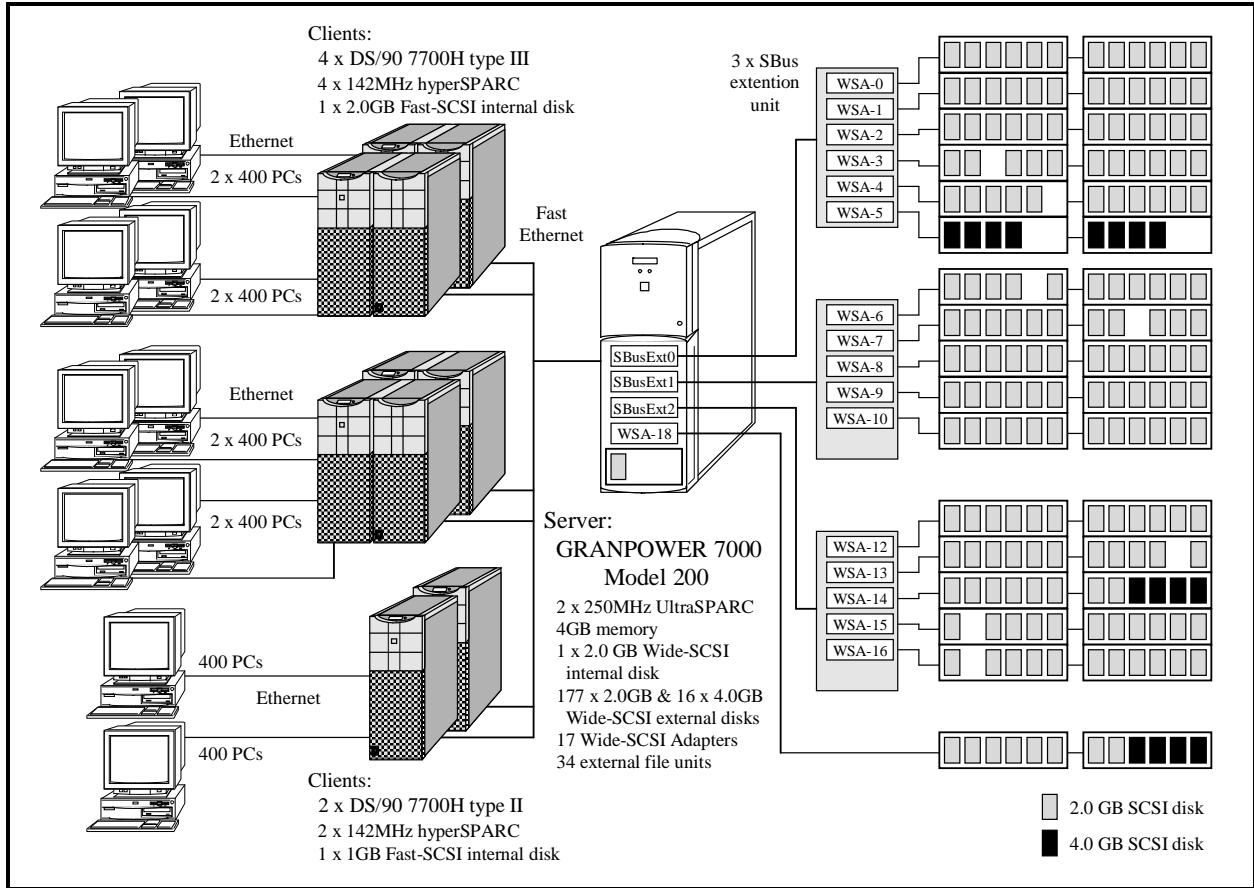 Clients:
4 x DS/90 7700H type III
4 x 142MHz hyperSPARC
1 x 2.0GB Fast-SCSI internal disk
Ethernet
2 x 400 PCs
2 x 400 PCs
Ethernet
2 x 400 PCs
2 x 400 PCs
400 PCs
Ethernet
400 PCs
Clients:
2 x DS/90 7700H type II
2 x 142MHz hyperSPARC
1 x 1GB Fast-SCSI internal disk
Fast
Ethernet
SBusExt0
SBusExt1
SBusExt2
WSA-18
Server:
GRANPOWER 7000
Model 200
2 x 250MHz UltraSPARC
4GB memory
1 x 2.0 GB Wide-SCSI
internal disk
177 x 2.0GB & 16 x 4.0GB
Wide-SCSI external disks
17 Wide-SCSI Adapters
34 external file units
3 x SBus
extention
unit
WSA-0
WSA-1
WSA-2
WSA-3
WSA-4
WSA-5
WSA-6
WSA-7
WSA-8
WSA-9
WSA-10
WSA-12
WSA-13
WSA-14
WSA-15
WSA-16
2.0 GB SCSI disk
4.0 GB SCSI disk